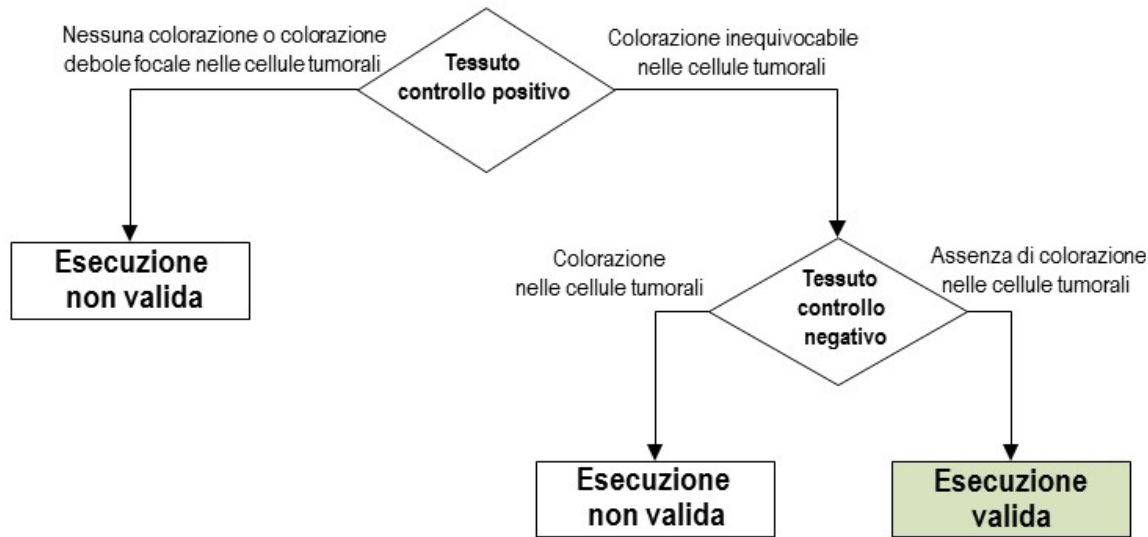 Nessuna colorazione o colorazione
debole focale nelle cellule tumorali
Tessuto
controllo positivo
Colorazione inequivocabile
nelle cellule tumorali
Esecuzione
non valida
Colorazione
nelle cellule tumorali
Tessuto
controllo
negativo
Assenza di colorazione
nelle cellule tumorali
Esecuzione
non valida
Esecuzione
valida